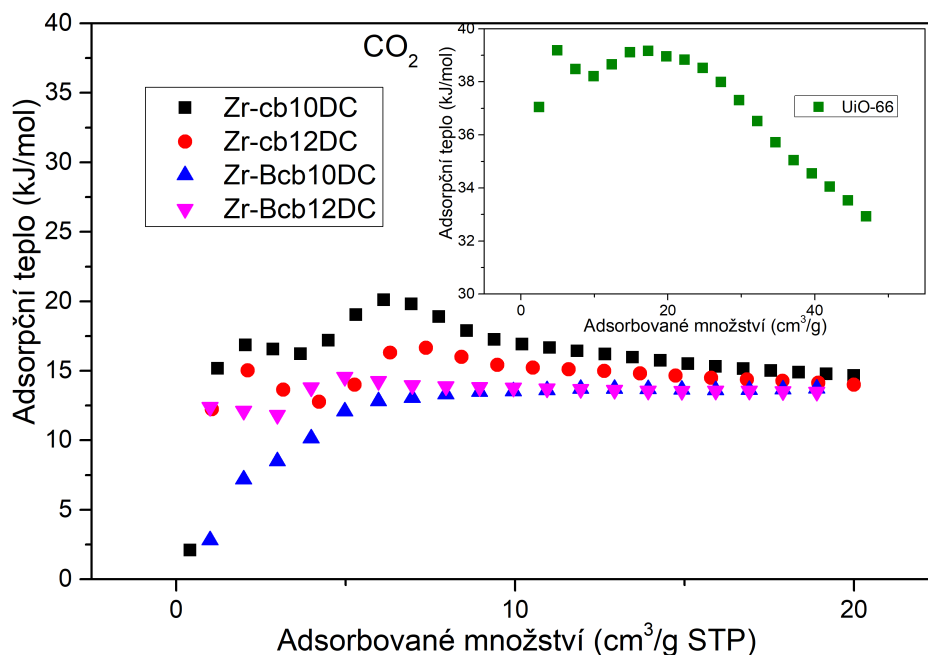 CO2
Zr-cb10DC
Zr-cb12DC
Zr-Bcb10DC
Zr-Bcb12DC
Adsorpční teplo (kJ/mol)
40
35
30
25
20
15
10
5
0
0
10
20
Adsorbované množství (cm³/g STP)
UiO-66
Adsorpční teplo (kJ/mol)
40
38
36
34
32
30
0
20
40
Adsorbované množství (cm³/g)